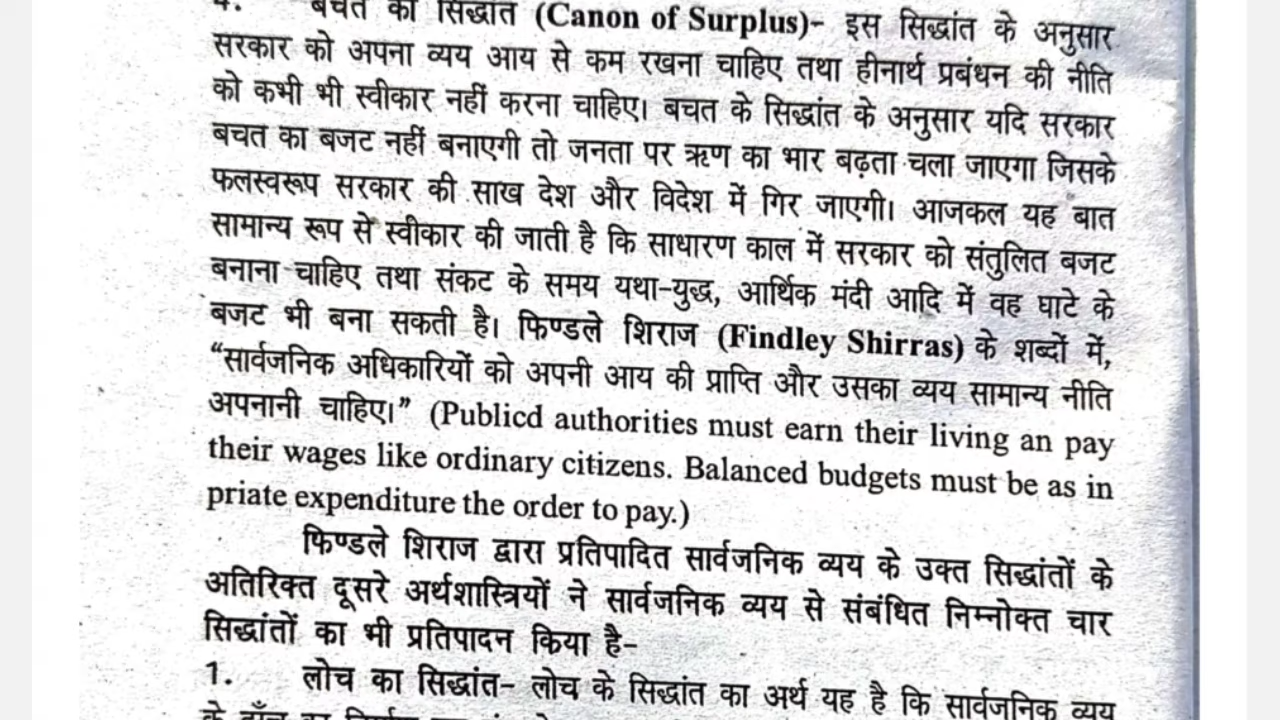 4. बचत का सिद्धांत (Canon of Surplus)- इस सिद्धांत के अनुसार
सरकार को अपना व्यय आय से कम रखना चाहिए तथा हीनार्थ प्रबंधन की नीति
को कभी भी स्वीकार नहीं करना चाहिए। बचत के सिद्धांत के अनुसार यदि सरकार
बचत का बजट नहीं बनाएगी तो जनता पर ऋण का भार बढ़ता चला जाएगा जिसके
फलस्वरूप सरकार की साख देश और विदेश में गिर जाएगी। आजकल यह बात
सामान्य रूप से स्वीकार की जाती है कि साधारण काल में सरकार को संतुलित बजट
बनाना चाहिए तथा संकट के समय यथा-युद्ध, आर्थिक मंदी आदि में वह घाटे के
बजट भी बना सकती है। फिण्डले शिराज (Findley Shirras) के शब्दों में,
“सार्वजनिक अधिकारियों को अपनी आय की प्राप्ति और उसका व्यय सामान्य नीति
अपनानी चाहिए।” (Publicd authorities must earn their living an pay
their wages like ordinary citizens. Balanced budgets must be as in
priate expenditure the order to pay.)
फिण्डले शिराज द्वारा प्रतिपादित सार्वजनिक व्यय के उक्त सिद्धांतों के
अतिरिक्त दूसरे अर्थशास्त्रियों ने सार्वजनिक व्यय से संबंधित निम्नोक्त चार
सिद्धांतों का भी प्रतिपादन किया है-
1. लोच का सिद्धांत- लोच के सिद्धांत का अर्थ यह है कि सार्वजनिक व्यय